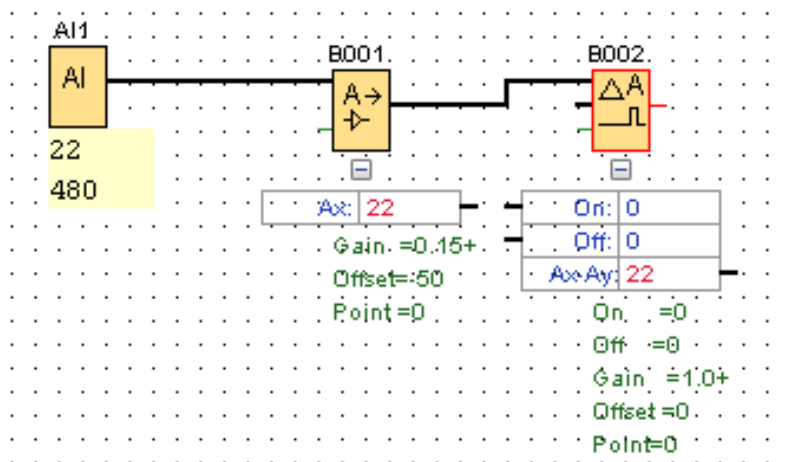 AI1
AI
22
480
B001
A→
Ax: 22
Gain =0.15+
Offset=-50
Point=0
B002
△A
On: 0
Off: 0
Ax-Ay: 22
On =0
Off =0
Gain =1.0+
Offset=0
Point=0